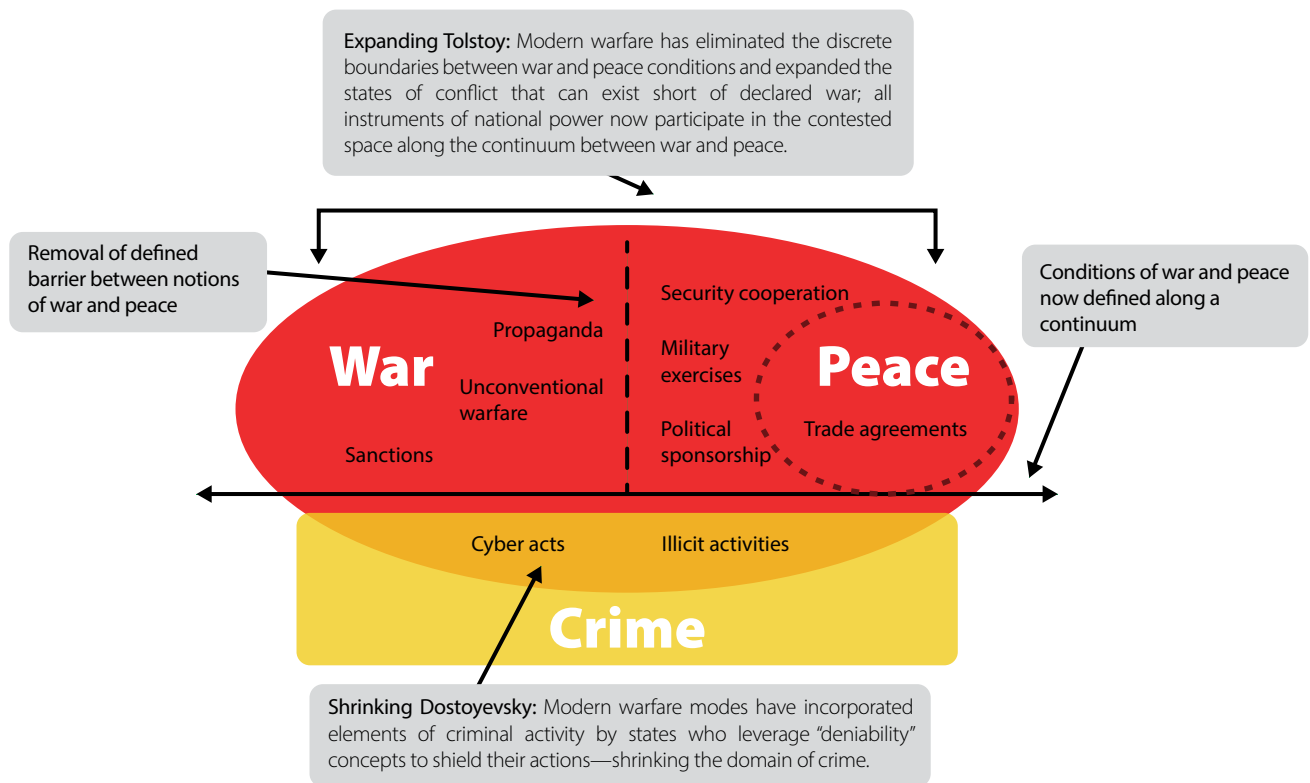 Expanding Tolstoy: Modern warfare has eliminated the discrete
boundaries between war and peace conditions and expanded the
states of conflict that can exist short of declared war; all
instruments of national power now participate in the contested
space along the continuum between war and peace.
Removal of defined
barrier between notions
of war and peace
Conditions of war and peace
now defined along a
continuum
War
Propaganda
Unconventional
warfare
Sanctions
Security cooperation
Military
exercises
Political
sponsorship
Peace
Trade agreements
Cyber acts
Illicit activities
Crime
Shrinking Dostoyevsky: Modern warfare modes have incorporated
elements of criminal activity by states who leverage “deniability”
concepts to shield their actions—shrinking the domain of crime.